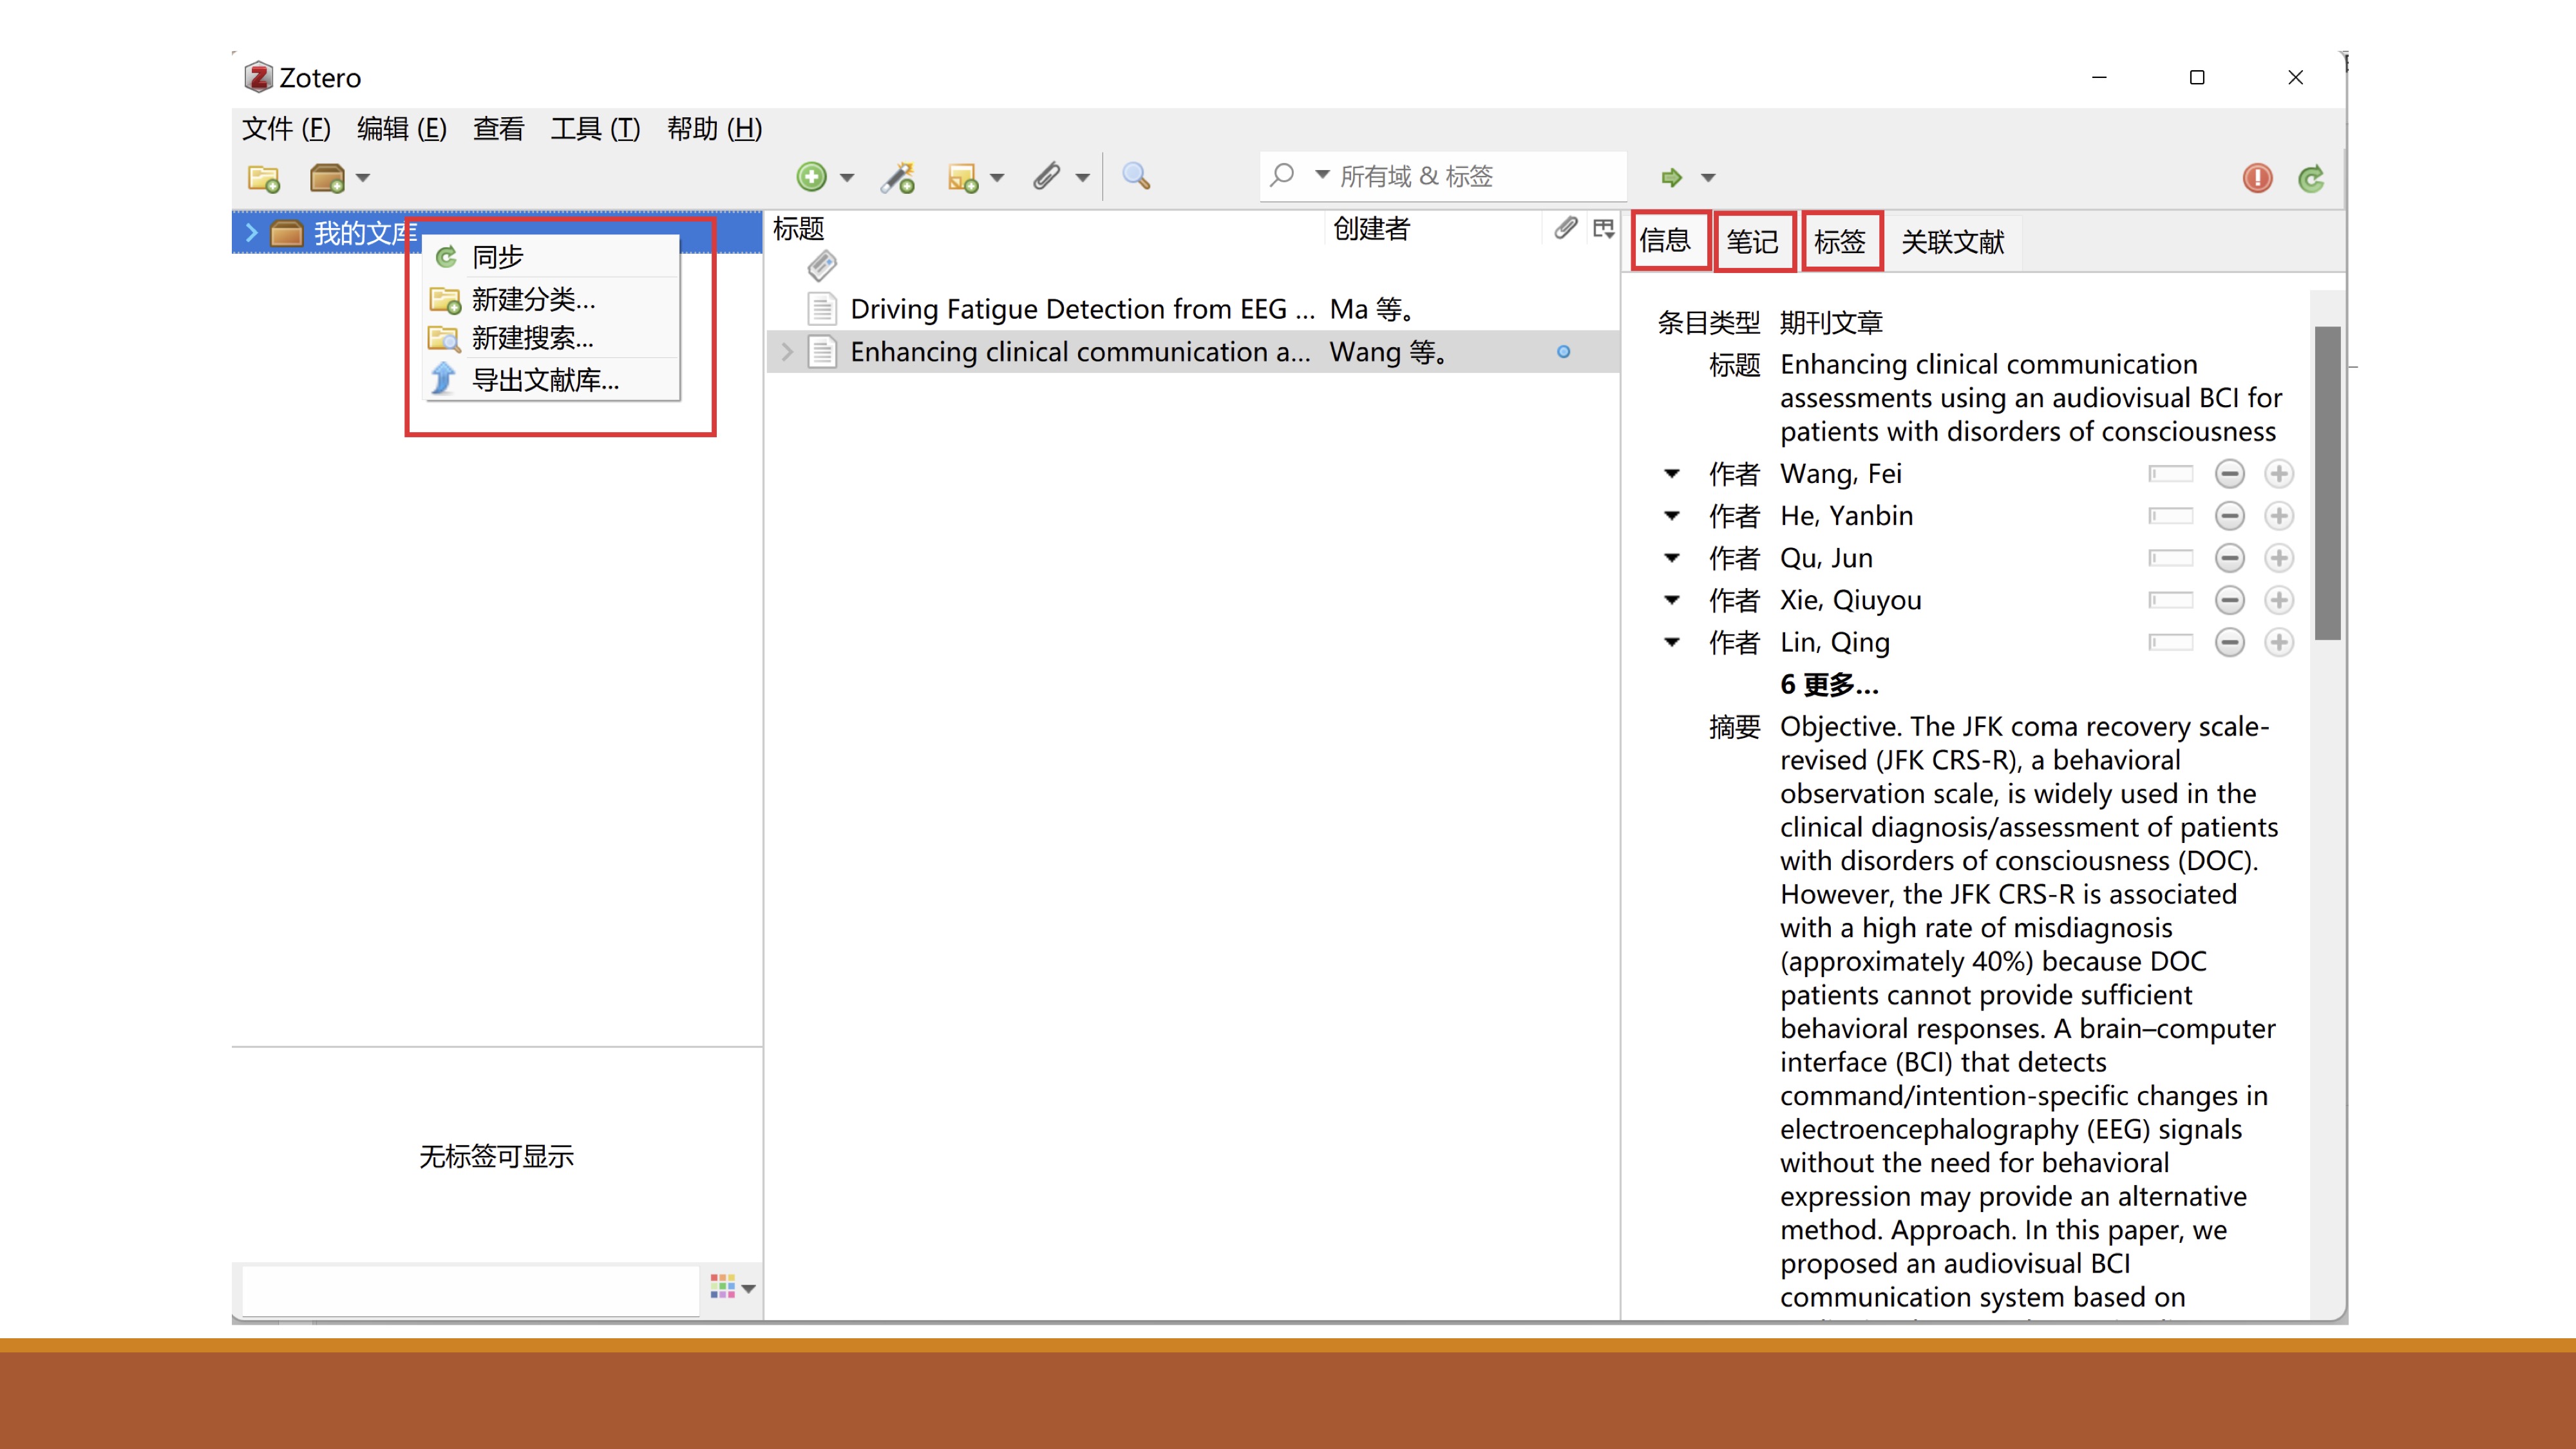 Zotero
文件 (F) 编辑 (E) 查看 工具 (T) 帮助 (H)
所有域 & 标签
我的文库
同步
新建分类...
新建搜索...
导出文献库...
无标签可显示
标题 创建者
Driving Fatigue Detection from EEG ... Ma 等。
Enhancing clinical communication a... Wang 等。
信息 笔记 标签 关联文献
条目类型 期刊文章
标题 Enhancing clinical communication
assessments using an audiovisual BCI for
patients with disorders of consciousness
作者 Wang, Fei
作者 He, Yanbin
作者 Qu, Jun
作者 Xie, Qiuyou
作者 Lin, Qing
6 更多...
摘要 Objective. The JFK coma recovery scale-
revised (JFK CRS-R), a behavioral
observation scale, is widely used in the
clinical diagnosis/assessment of patients
with disorders of consciousness (DOC).
However, the JFK CRS-R is associated
with a high rate of misdiagnosis
(approximately 40%) because DOC
patients cannot provide sufficient
behavioral responses. A brain–computer
interface (BCI) that detects
command/intention-specific changes in
electroencephalography (EEG) signals
without the need for behavioral
expression may provide an alternative
method. Approach. In this paper, we
proposed an audiovisual BCI
communication system based on